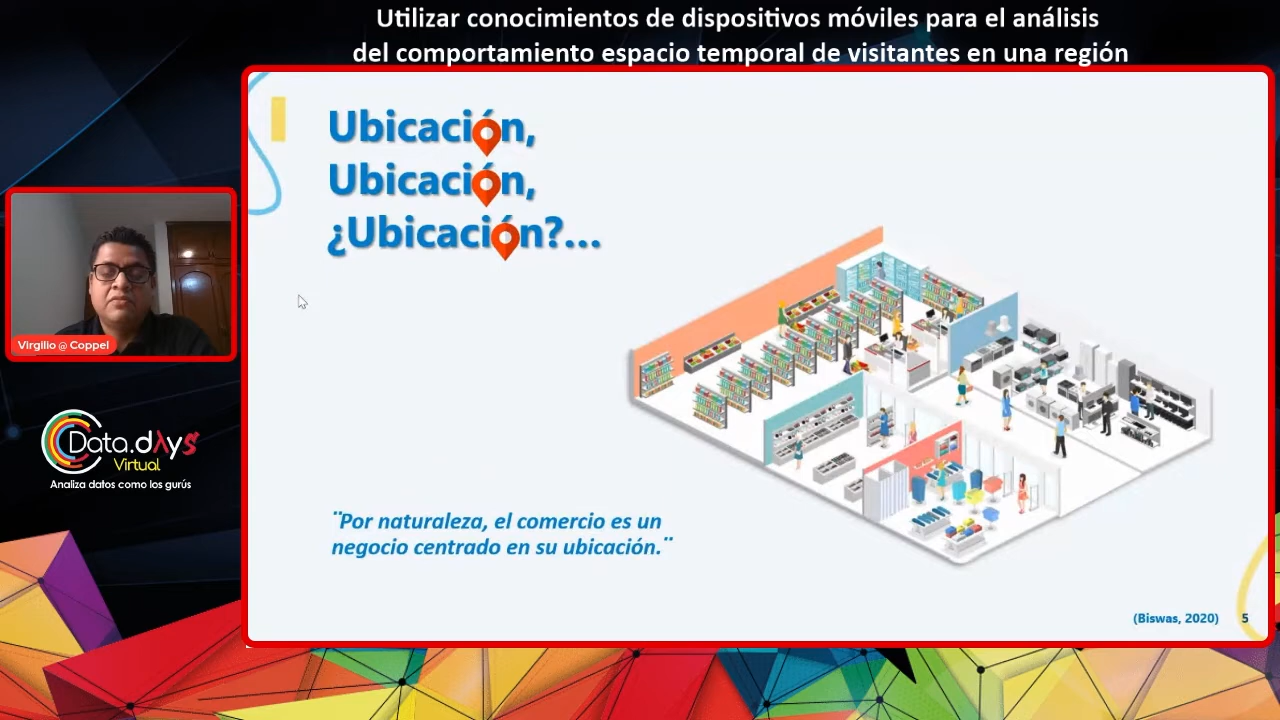 Utilizar conocimientos de dispositivos móviles para el análisis
del comportamiento espacio temporal de visitantes en una región
Ubicación,
Ubicación,
¿Ubicación?...
Virgilio @ Coppel
Data.dAys
Virtual
Analiza datos como los gurús
¨Por naturaleza, el comercio es un
negocio centrado en su ubicación.¨
(Biswas, 2020) 5